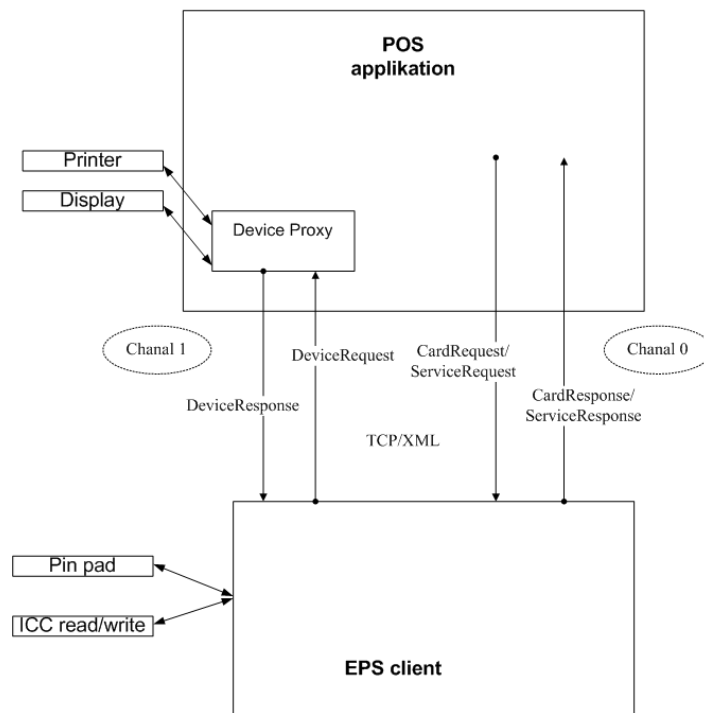 POS
applikation
Printer
Display
Device Proxy
Chanal 1
DeviceRequest
CardRequest/
ServiceRequest
Chanal 0
DeviceResponse
CardResponse/
ServiceResponse
TCP/XML
Pin pad
ICC read/write
EPS client